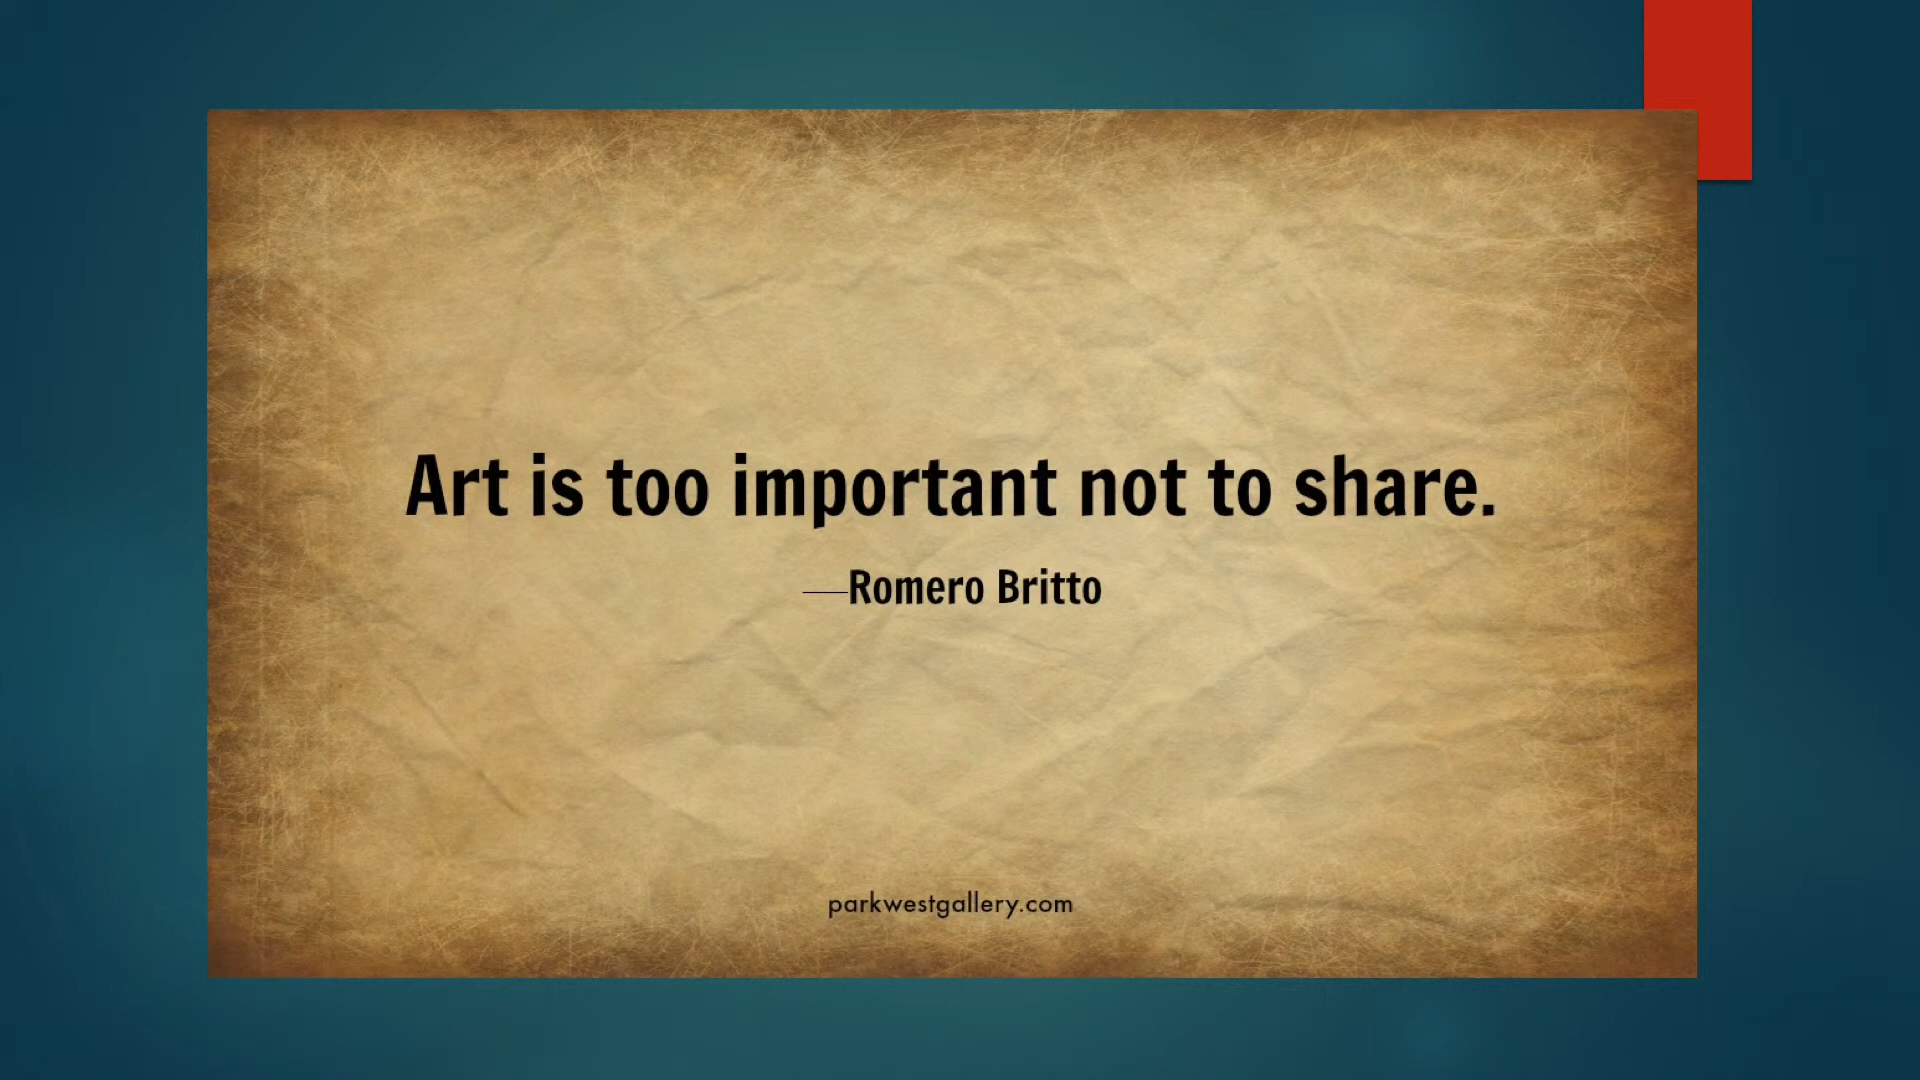 Art is too important not to share.
—Romero Britto
parkwestgallery.com